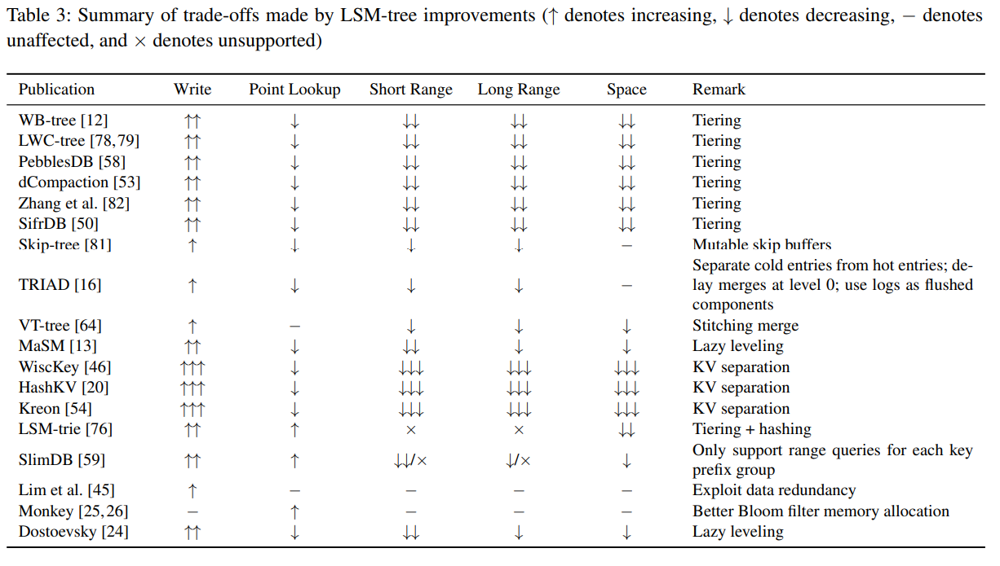 Table 3: Summary of trade-offs made by LSM-tree improvements (↑ denotes increasing, ↓ denotes decreasing, − denotes
unaffected, and × denotes unsupported)
Publication Write Point Lookup Short Range Long Range Space Remark
WB-tree [12] ↑↑ ↓ ↓↓ ↓↓ ↓↓ Tiering
LWC-tree [78,79] ↑↑ ↓ ↓↓ ↓↓ ↓↓ Tiering
PebblesDB [58] ↑↑ ↓ ↓↓ ↓↓ ↓↓ Tiering
dCompaction [53] ↑↑ ↓ ↓↓ ↓↓ ↓↓ Tiering
Zhang et al. [82] ↑↑ ↓ ↓↓ ↓↓ ↓↓ Tiering
SifrDB [50] ↑↑ ↓ ↓↓ ↓↓ ↓↓ Tiering
Skip-tree [81] ↑ ↓ ↓ ↓ − Mutable skip buffers
Separate cold entries from hot entries; de-
TRIAD [16] ↑ ↓ ↓ ↓ − lay merges at level 0; use logs as flushed
components
VT-tree [64] ↑ − ↓ ↓ ↓ Stitching merge
MaSM [13] ↑↑ ↓ ↓↓ ↓ ↓ Lazy leveling
WiscKey [46] ↑↑↑ ↓ ↓↓↓ ↓↓↓ ↓↓↓ KV separation
HashKV [20] ↑↑↑ ↓ ↓↓↓ ↓↓↓ ↓↓↓ KV separation
Kreon [54] ↑↑↑ ↓ ↓↓↓ ↓↓↓ ↓↓↓ KV separation
LSM-trie [76] ↑↑ ↑ × × ↓↓ Tiering + hashing
SlimDB [59] ↑↑ ↑ ↓↓/× ↓/× ↓ Only support range queries for each key
prefix group
Lim et al. [45] ↑ − − − − Exploit data redundancy
Monkey [25,26] − ↑ − − − Better Bloom filter memory allocation
Dostoevsky [24] ↑↑ ↓ ↓↓ ↓ ↓ Lazy leveling